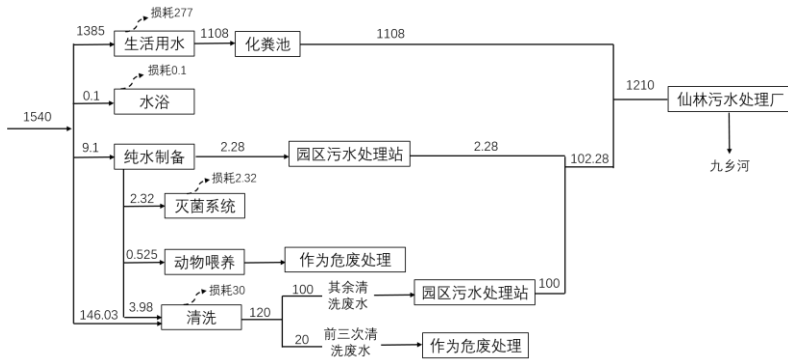 损耗277
1385
生活用水
1108
化粪池
1108
损耗0.1
0.1
水浴
1210
仙林污水处理厂
1540
9.1
纯水制备
2.28
园区污水处理站
2.28
102.28
九乡河
损耗2.32
2.32
灭菌系统
0.525
动物喂养
作为危废处理
损耗30
146.03
3.98
清洗
120
100
其余清
洗废水
园区污水处理站
100
20
前三次清
洗废水
作为危废处理